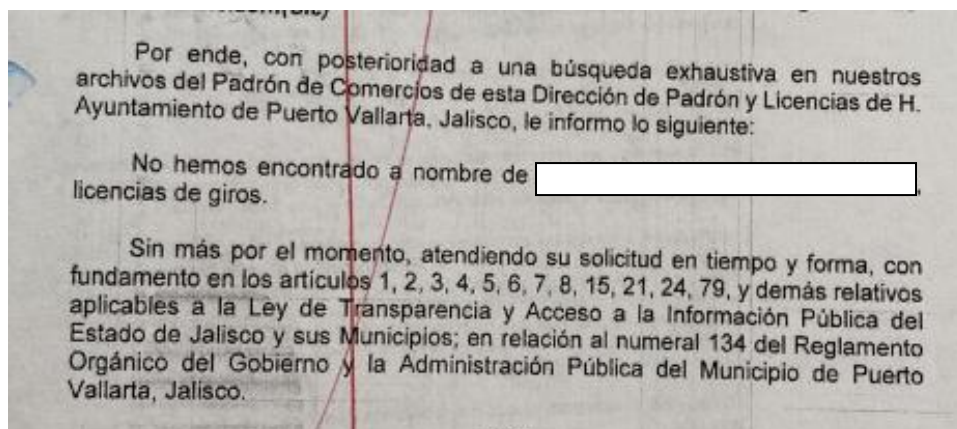 Por ende, con posterioridad a una búsqueda exhaustiva en nuestros
archivos del Padrón de Comercios de esta Dirección de Padrón y Licencias de H.
Ayuntamiento de Puerto Vallarta, Jalisco, le informo lo siguiente:
No hemos encontrado a nombre de ,
licencias de giros.
Sin más por el momento, atendiendo su solicitud en tiempo y forma, con
fundamento en los artículos 1, 2, 3, 4, 5, 6, 7, 8, 15, 21, 24, 79, y demás relativos
aplicables a la Ley de Transparencia y Acceso a la Información Pública del
Estado de Jalisco y sus Municipios; en relación al numeral 134 del Reglamento
Orgánico del Gobierno y la Administración Pública del Municipio de Puerto
Vallarta, Jalisco.